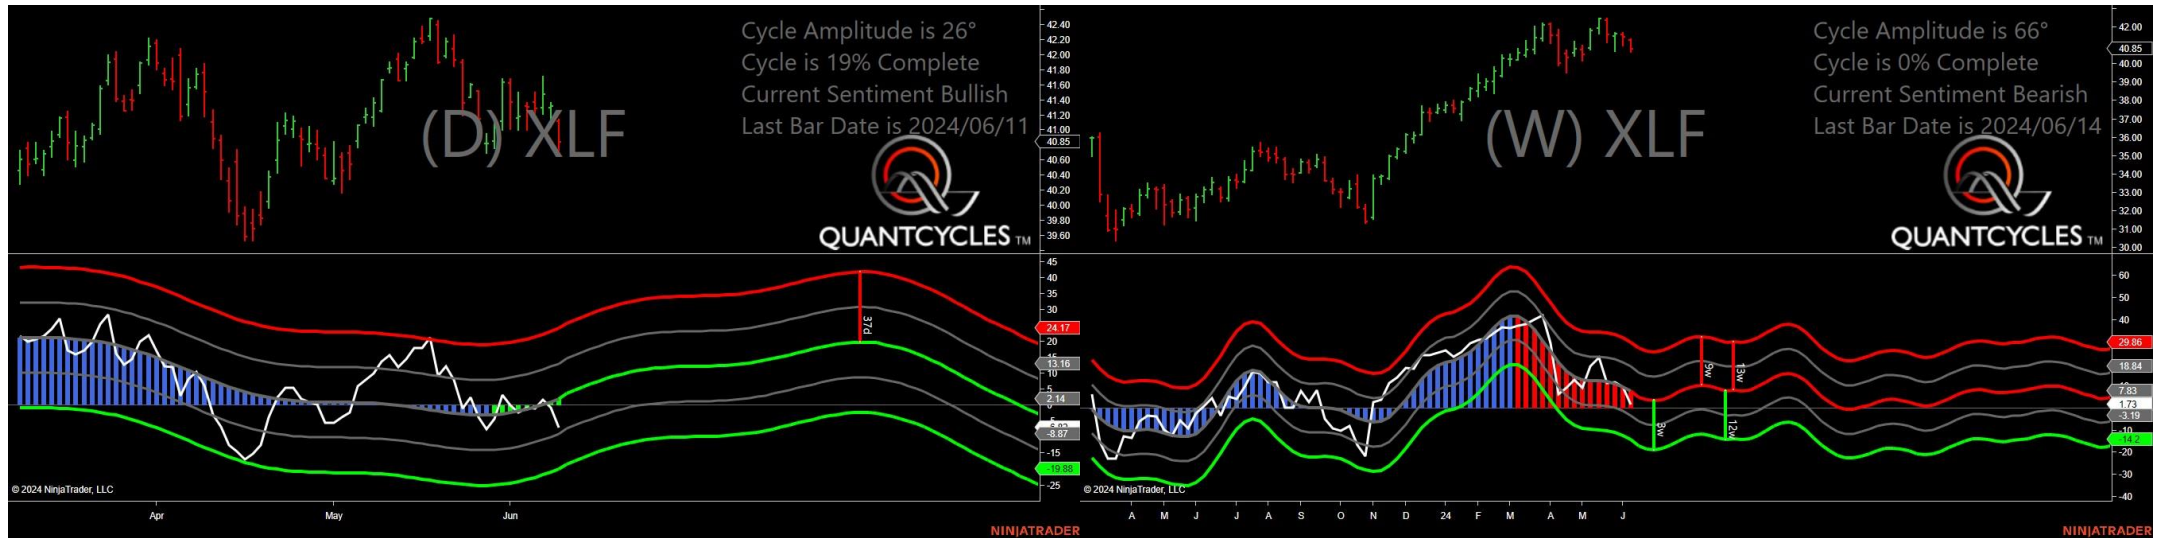 Cycle Amplitude is 26°
Cycle is 19% Complete
Current Sentiment Bullish
Last Bar Date is 2024/06/11
(D) XLF
QUANTCYCLES TM
42.40
42.20
42.00
41.80
41.60
41.40
41.20
41.00
40.85
40.60
40.40
40.20
40.00
39.80
39.60
45
40
35
30
24.17
20
15
13.16
10
5
2.14
0
-8.87
-15
-19.88
-25
37d
© 2024 NinjaTrader, LLC
Apr May Jun
NINJATRADER
Cycle Amplitude is 66°
Cycle is 0% Complete
Current Sentiment Bearish
Last Bar Date is 2024/06/14
(W) XLF
QUANTCYCLES TM
42.00
40.85
40.00
39.00
38.00
37.00
36.00
35.00
34.00
33.00
32.00
31.00
30.00
60
50
40
29.86
18.84
7.83
1.73
-3.19
-10
-14.2
-20
-30
-40
9w
13w
8w
12w
© 2024 NinjaTrader, LLC
A M J J A S O N D 24 F M A M J
NINJATRADER